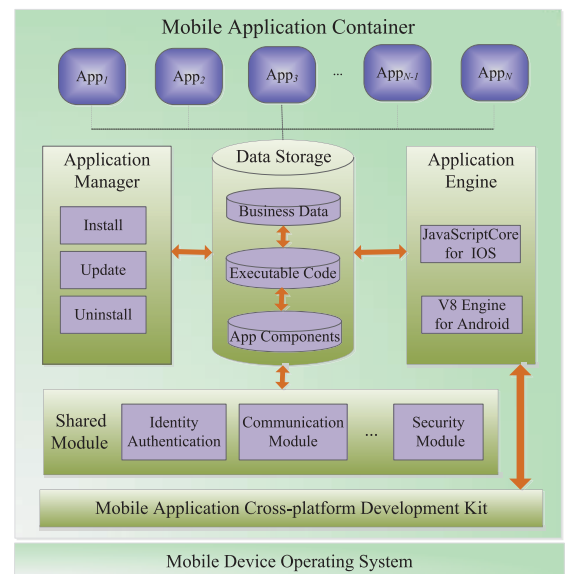 Mobile Application Container
App1 App2 App3 ... AppN-1 AppN
Application
Manager
Install
Update
Uninstall
Data Storage
Business Data
Executable Code
App Components
Application
Engine
JavaScriptCore
for IOS
V8 Engine
for Android
Shared
Module
Identity
Authentication
Communication
Module
...
Security
Module
Mobile Application Cross-platform Development Kit
Mobile Device Operating System